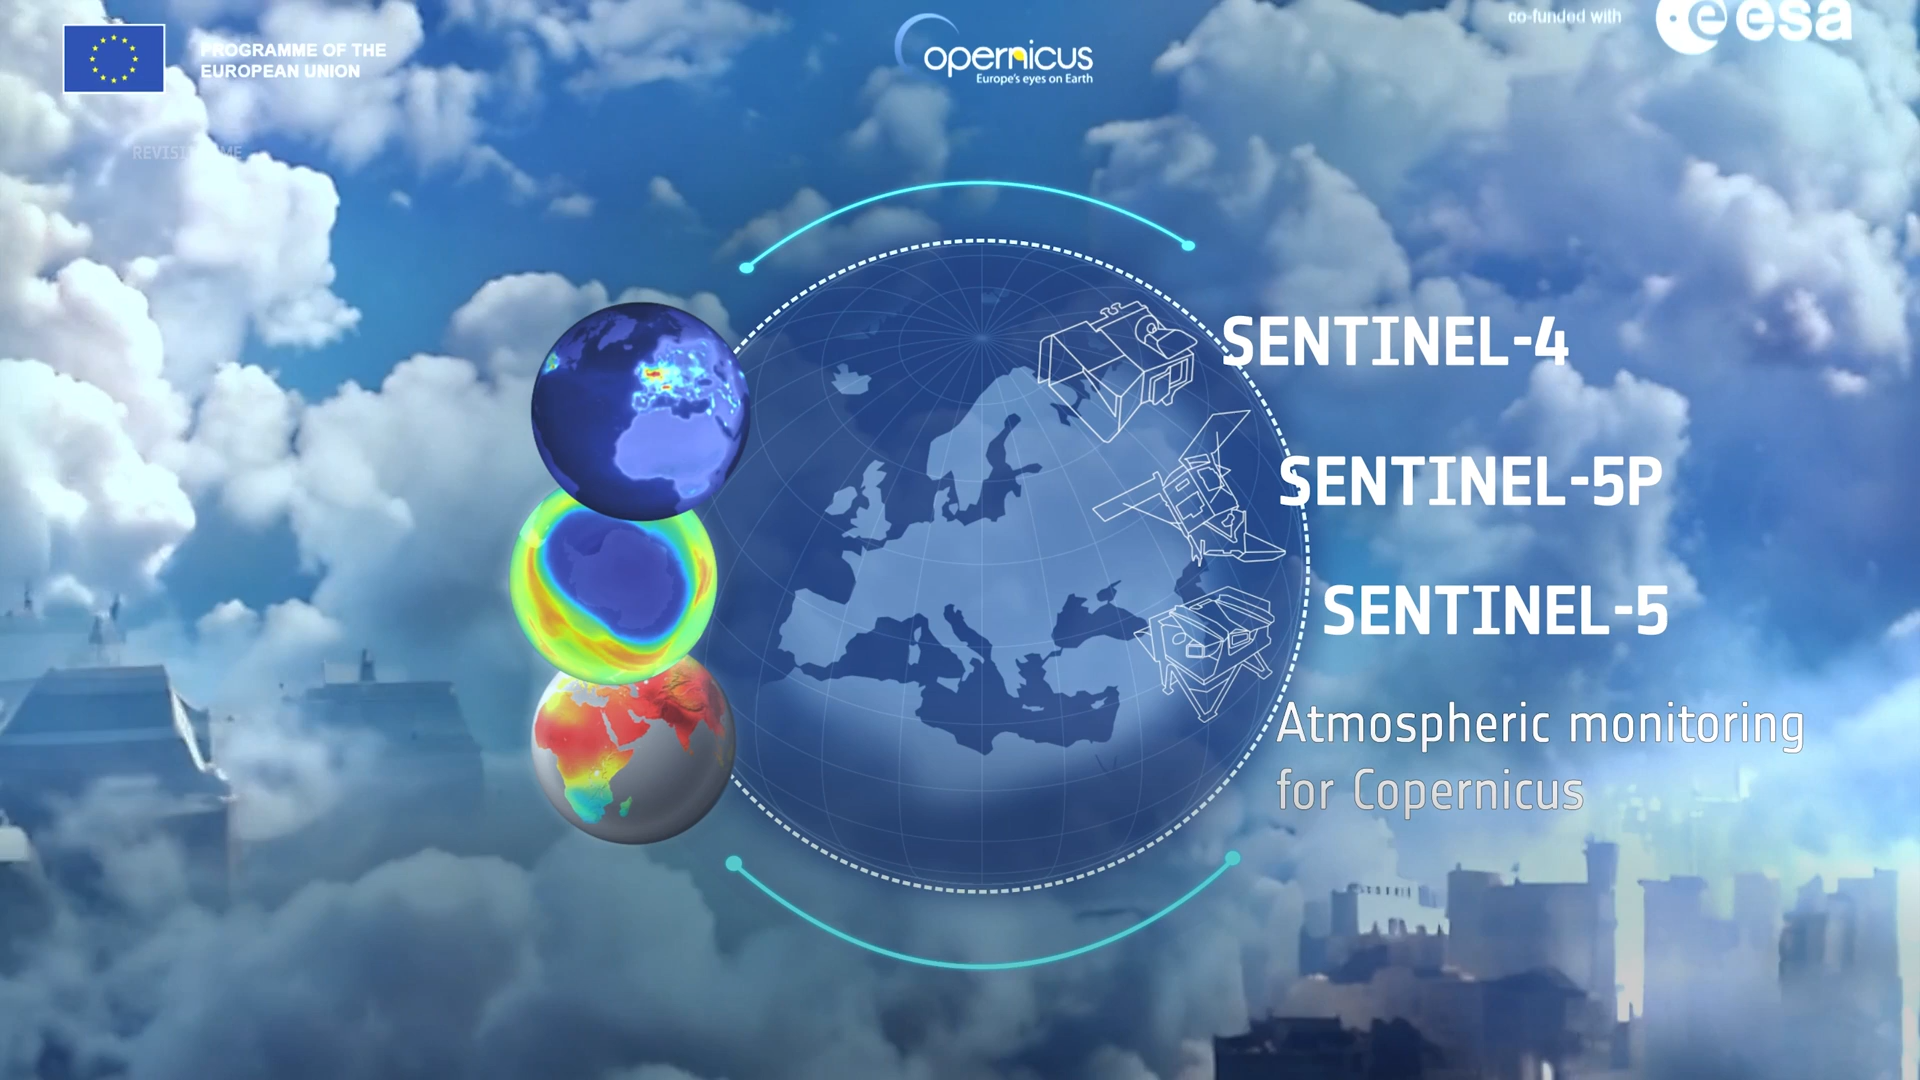 PROGRAMME OF THE
EUROPEAN UNION
opernicus
Europe's eyes on Earth
co-funded with
esa
SENTINEL-4
SENTINEL-5P
SENTINEL-5
Atmospheric monitoring
for Copernicus